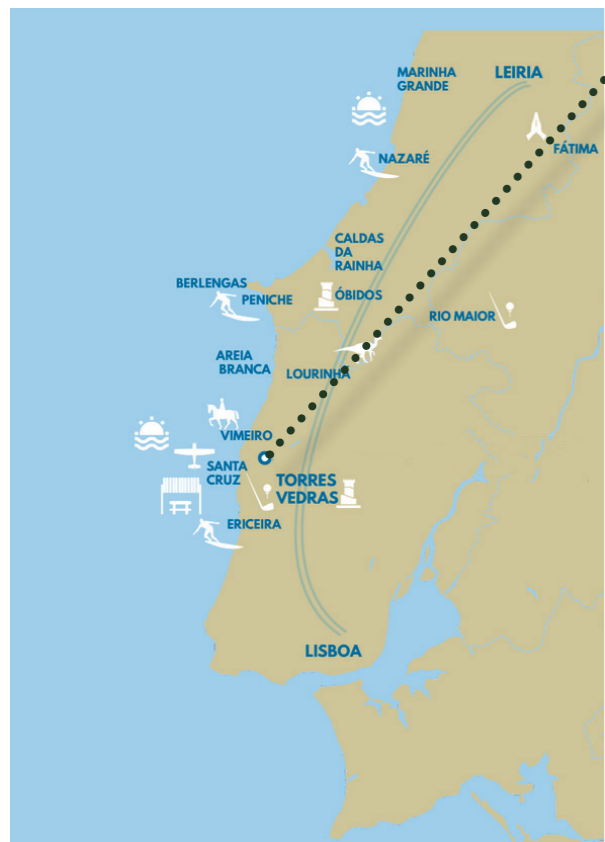 MARINHA
GRANDE
LEIRIA
FÁTIMA
NAZARÉ
CALDAS
DA
RAINHA
BERLENGAS
PENICHE
ÓBIDOS
RIO MAIOR
AREIA
BRANCA
LOURINHÃ
VIMEIRO
SANTA
CRUZ
TORRES
VEDRAS
ERICEIRA
LISBOA